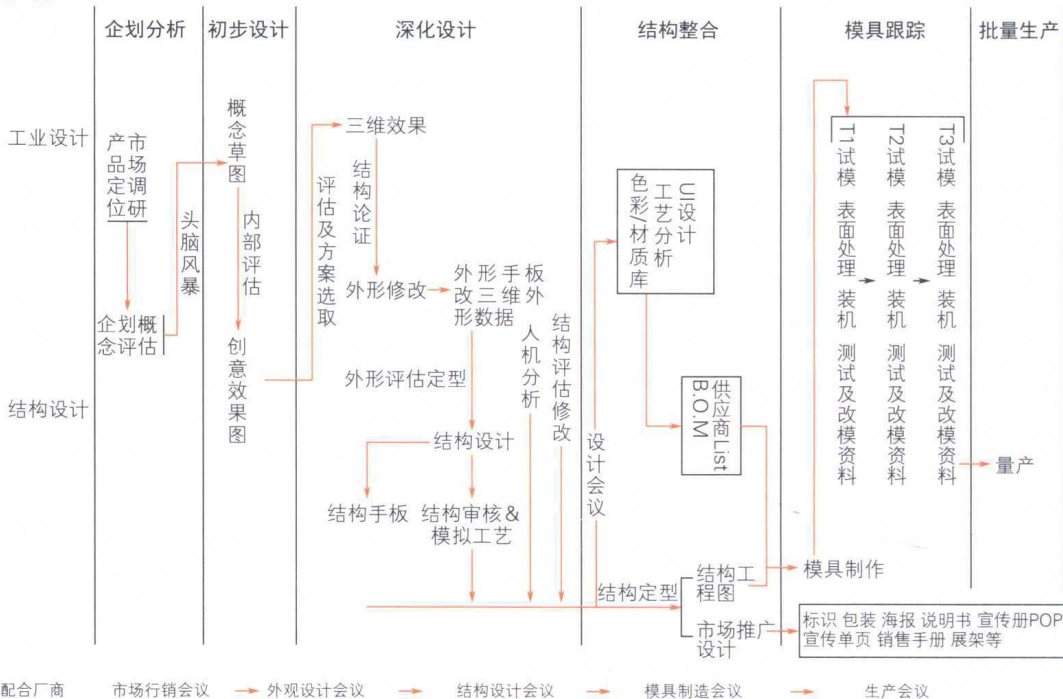 企划分析
初步设计
深化设计
结构整合
模具跟踪
批量生产
工业设计
结构设计
市场调研
产品定位
企划概
念评估
头脑风暴
概念草图
内部评估
创意效果图
评估及方案选取
三维效果
结构论证
外形修改
外形手板
改三维外
形数据
外形评估定型
人机分析
结构评估修改
结构设计
结构手板
结构审核&
模拟工艺
设计会议
UI设计
工艺分析
色彩/材质库
供应商List
B.O.M
结构定型
结构工
程图
市场推广
设计
模具制作
T1试模 表面处理 装机 测试及改模资料
T2试模 表面处理 装机 测试及改模资料
T3试模 表面处理 装机 测试及改模资料
量产
标识 包装 海报 说明书 宣传册POP
宣传单页 销售手册 展架等
配合厂商
市场行销会议
外观设计会议
结构设计会议
模具制造会议
生产会议